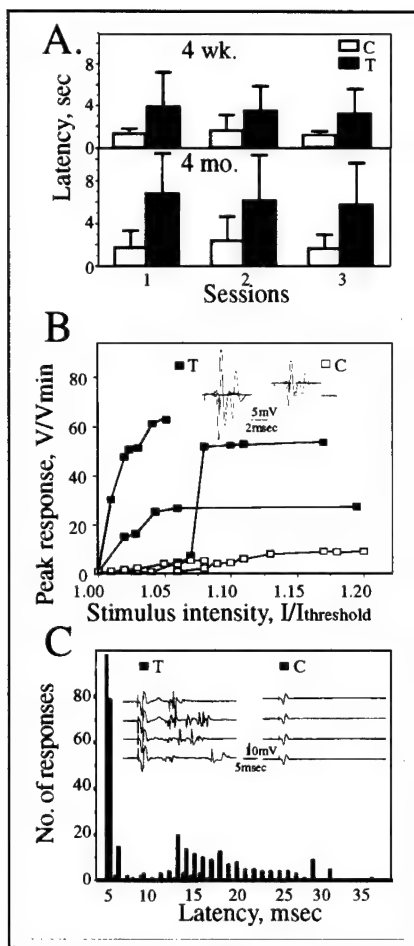 A.
4 wk.
C
T
8
4
0
Latency, sec
4 mo.
8
4
0
1 2 3
Sessions
B
T
C
80
60
40
20
0
5mV
2msec
Peak response, V/Vmin
1.00 1.05 1.10 1.15 1.20
Stimulus intensity, I/Ithreshold
C
T
C
80
60
40
20
0
10mV
5msec
No. of responses
5 10 15 20 25 30 35
Latency, msec